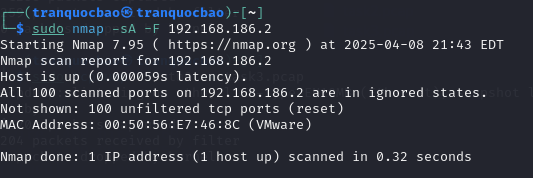 ┌──(tranquocbao㉿tranquocbao)-[~]
└─$ sudo nmap -sA -F 192.168.186.2
Starting Nmap 7.95 ( https://nmap.org ) at 2025-04-08 21:43 EDT
Nmap scan report for 192.168.186.2
Host is up (0.000059s latency).
All 100 scanned ports on 192.168.186.2 are in ignored states.
Not shown: 100 unfiltered tcp ports (reset)
MAC Address: 00:50:56:E7:46:8C (VMware)
Nmap done: 1 IP address (1 host up) scanned in 0.32 seconds